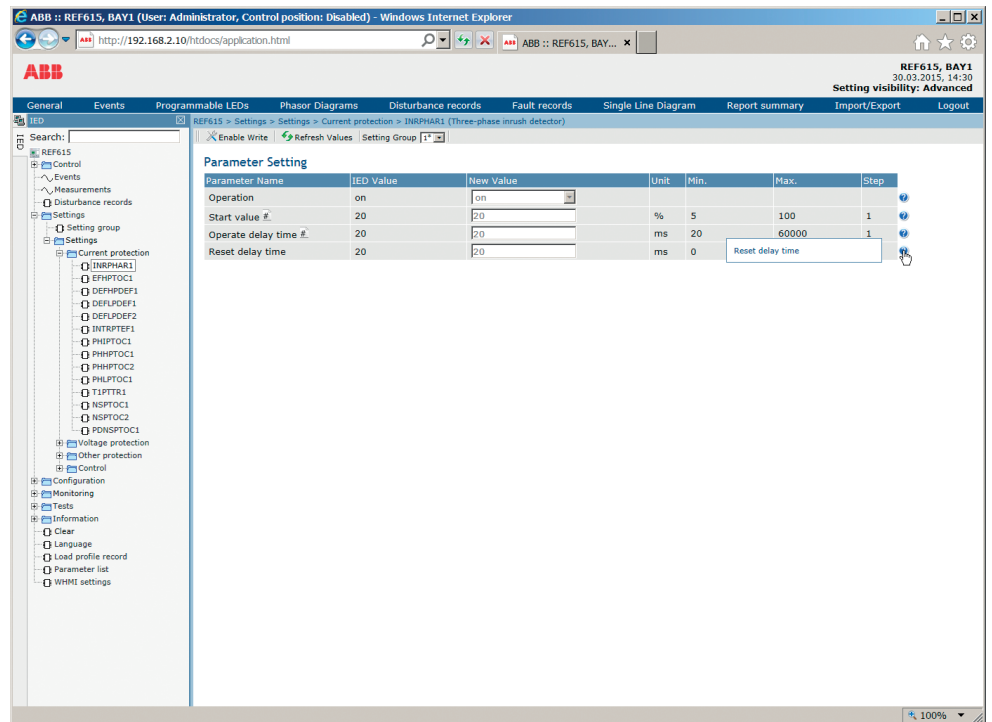 ABB :: REF615, BAY1 (User: Administrator, Control position: Disabled) - Windows Internet Explorer
http://192.168.2.10/htdocs/application.html
ABB :: REF615, BAY...
ABB
REF615, BAY1
30.03.2015, 14:30
Setting visibility: Advanced
General Events Programmable LEDs Phasor Diagrams Disturbance records Fault records Single Line Diagram Report summary Import/Export Logout
IED
REF615 > Settings > Settings > Current protection > INRPHAR1 (Three-phase inrush detector)
IED
Search:
Enable Write Refresh Values Setting Group 1*
REF615
Control
Events
Measurements
Disturbance records
Settings
Setting group
Settings
Current protection
INRPHAR1
EFHPTOC1
DEFHPDEF1
DEFLPDEF1
DEFLPDEF2
INTRPTEF1
PHIPTOC1
PHHPTOC1
PHHPTOC2
PHLPTOC1
T1PTTR1
NSPTOC1
NSPTOC2
PDNSPTOC1
Voltage protection
Other protection
Control
Configuration
Monitoring
Tests
Information
Clear
Language
Load profile record
Parameter list
WHMI settings
Parameter Setting
Parameter Name IED Value New Value Unit Min. Max. Step
Operation on on
Start value # 20 20 % 5 100 1
Operate delay time # 20 20 ms 20 60000 1
Reset delay time 20 20 ms 0
Reset delay time
100%